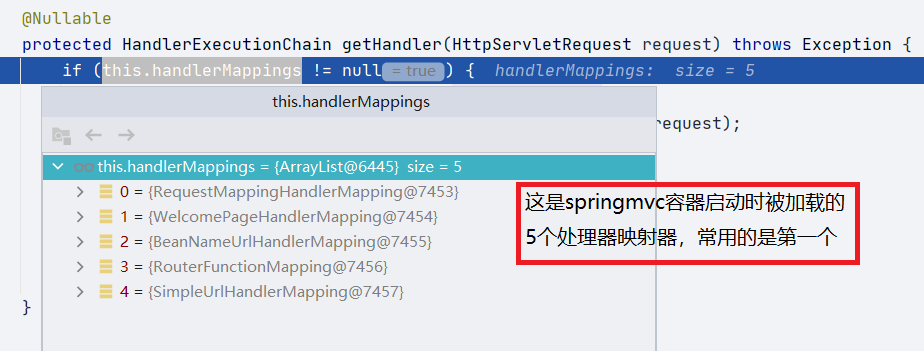 @Nullable
protected HandlerExecutionChain getHandler(HttpServletRequest request) throws Exception {
if (this.handlerMappings != null = true ) { handlerMappings: size = 5
this.handlerMappings
request);
this.handlerMappings = {ArrayList@6445} size = 5
0 = {RequestMappingHandlerMapping@7453}
1 = {WelcomePageHandlerMapping@7454}
2 = {BeanNameUrlHandlerMapping@7455}
3 = {RouterFunctionMapping@7456}
4 = {SimpleUrlHandlerMapping@7457}
这是springmvc容器启动时被加载的
5个处理器映射器，常用的是第一个
}